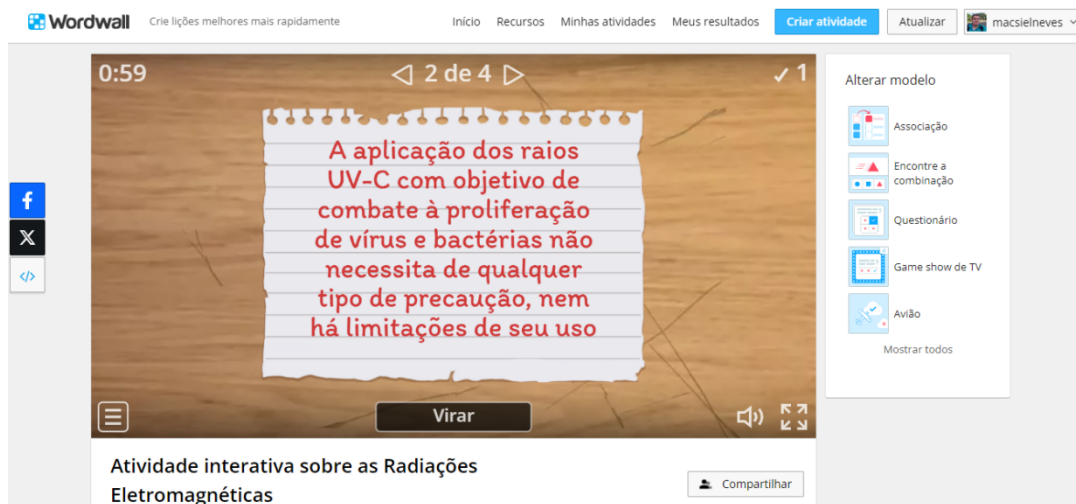 Wordwall
Crie lições melhores mais rapidamente
Início
Recursos
Minhas atividades
Meus resultados
Criar atividade
Atualizar
macsielneves
0:59
2 de 4
1
A aplicação dos raios
UV-C com objetivo de
combate à proliferação
de vírus e bactérias não
necessita de qualquer
tipo de precaução, nem
há limitações de seu uso
Virar
Alterar modelo
Associação
Encontre a
combinação
Questionário
Game show de TV
Avião
Mostrar todos
Atividade interativa sobre as Radiações
Eletromagnéticas
Compartilhar